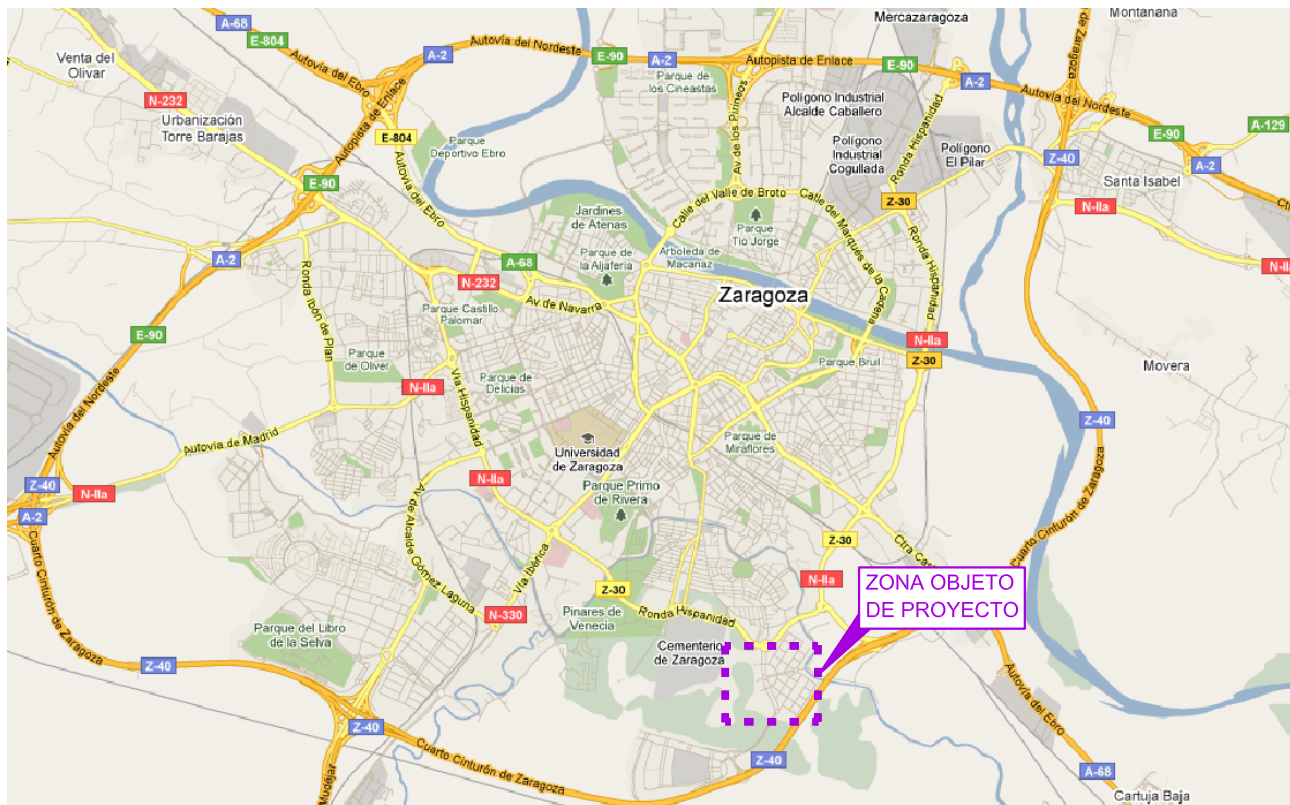 A-68
E-804
Autovía del Ebro
A-2
Autovía del Nordeste
E-90
A-2
Autopista de Enlace
E-90
A-2
Mercazaragoza
Montañana
Autovía del Nordeste
E-90
A-129
A-2
Venta del
Olivar
N-232
Urbanización
Torre Barajas
Autopista de Enlace
E-804
Autovía del Ebro
Parque
Deportivo Ebro
Parque de
los Cineastas
Av de los Pirineos
Polígono Industrial
Alcalde Caballero
Polígono
Industrial
Cogullada
Ronda Hispanidad
Polígono
El Pilar
Z-40
Santa Isabel
N-IIa
E-90
Calle del Valle de Broto
Calle del Marqués de la Cadena
Z-30
Ronda Hispanidad
Jardines
de Atenas
Parque
Tio Jorge
Parque de
la Aljafería
Arboleda de
Macanaz
A-2
A-68
N-232
Av de Navarra
Zaragoza
Ronda Ibón de Plan
Parque Castillo
Palomar
E-90
Autovía del Nordeste
Parque
de Oliver
N-IIa
Vía Hispanidad
Parque de
Delicias
Parque Bruil
N-IIa
Z-30
Movera
Z-40
Cuarto Cinturón de Zaragoza
Autovía de Madrid
Universidad
de Zaragoza
Parque de
Miraflores
Z-40
N-IIa
A-2
N-IIa
Parque Primo
de Rivera
Av de Alcalde Gómez Laguna
Vía Ibérica
Z-30
N-IIa
ZONA OBJETO
DE PROYECTO
Cuarto Cinturón de Zaragoza
Z-30
Ronda Hispanidad
N-330
Pinares de
Venecia
Parque del Libro
de la Selva
Cementerio
de Zaragoza
Z-40
Z-40
Cuarto Cinturón de Zaragoza
Z-40
Autovía del Ebro
A-68
Cartuja Baja